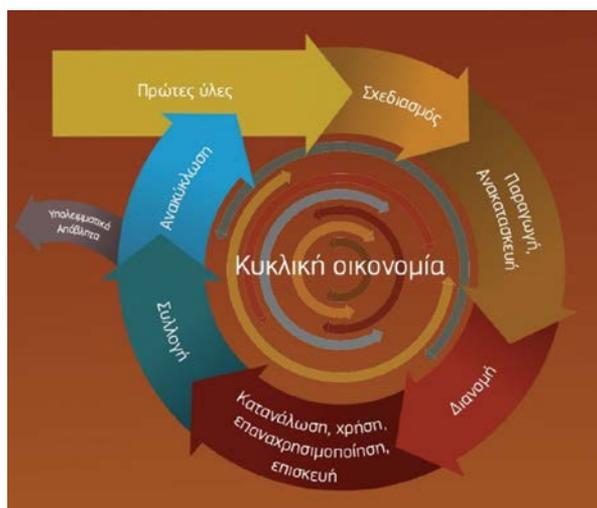 Πρώτες ύλες
Σχεδιασμός
Παραγωγή,
Ανακατασκευή
Διανομή
Κατανάλωση, χρήση,
επαναχρησιμοποίηση,
επισκευή
Συλλογή
Ανακύκλωση
Υπολειμματικά
Απόβλητα
Κυκλική οικονομία